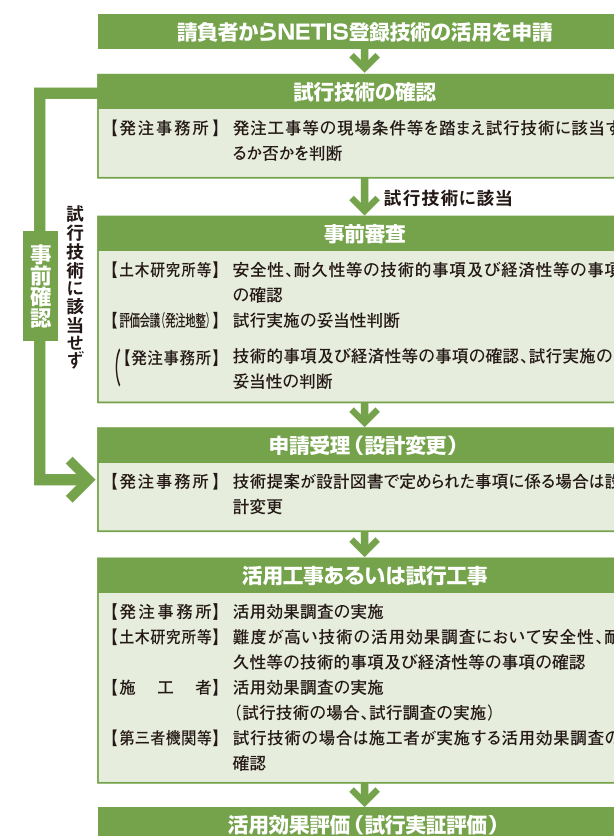 請負者からNETIS登録技術の活用を申請
試行技術の確認
【発注事務所】 発注工事等の現場条件等を踏まえ試行技術に該当す
るか否かを判断
試行技術に該当
試行技術に該当せず
事前確認
事前審査
【土木研究所等】 安全性、耐久性等の技術的事項及び経済性等の事項
の確認
【評価会議(発注地整)】 試行実施の妥当性判断
(【発注事務所】 技術的事項及び経済性等の事項の確認、試行実施の
妥当性の判断
申請受理(設計変更)
【発注事務所】 技術提案が設計図書で定められた事項に係る場合は設
計変更
活用工事あるいは試行工事
【発注事務所】 活用効果調査の実施
【土木研究所等】 難度が高い技術の活用効果調査において安全性、耐
久性等の技術的事項及び経済性等の事項の確認
【施 工 者】 活用効果調査の実施
(試行技術の場合、試行調査の実施)
【第三者機関等】 試行技術の場合は施工者が実施する活用効果調査の
確認
活用効果評価(試行実証評価)